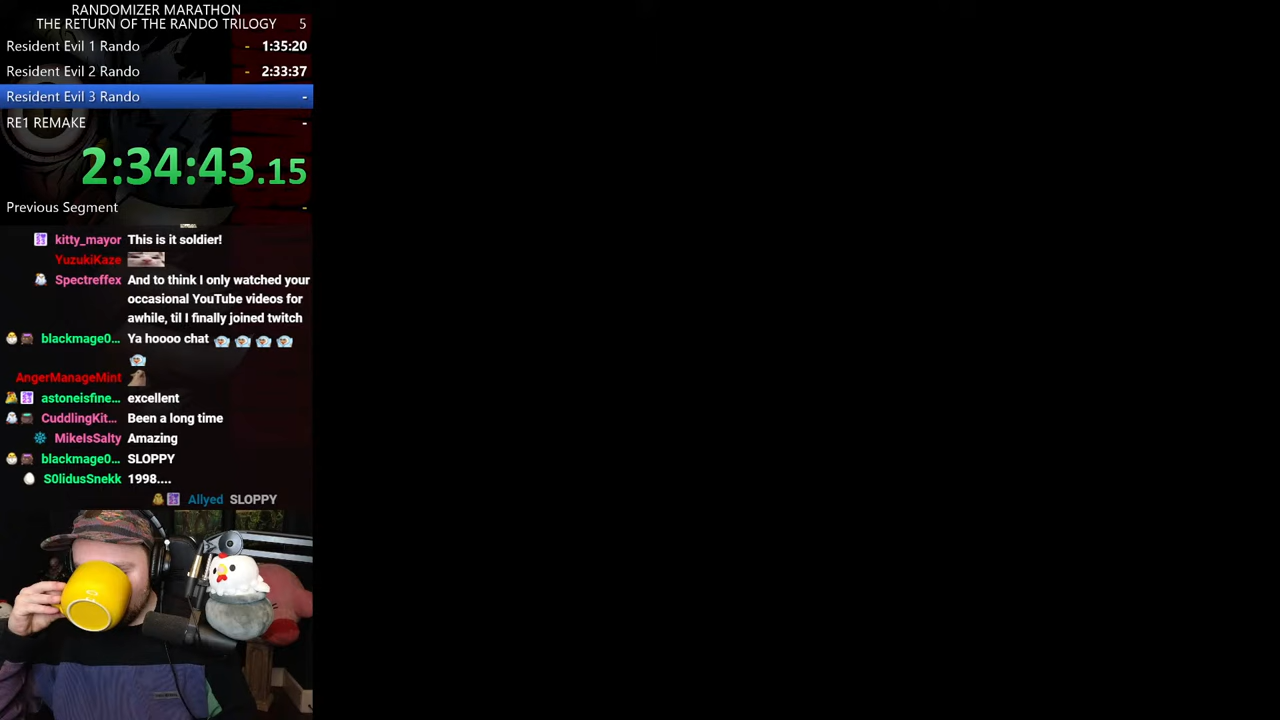 RANDOMIZER MARATHON
THE RETURN OF THE RANDO TRILOGY 5
Resident Evil 1 Rando - 1:35:20
Resident Evil 2 Rando - 2:33:37
Resident Evil 3 Rando -
RE1 REMAKE -
2:34:43.15
Previous Segment -
kitty_mayor This is it soldier!
YuzukiKaze
Spectreffex And to think I only watched your
occasional YouTube videos for
awhile, til I finally joined twitch
blackmage0... Ya hoooo chat
AngerManageMint
astoneisfine... excellent
CuddlingKit... Been a long time
MikeIsSalty Amazing
blackmage0... SLOPPY
S0lidusSnekk 1998....
Allyed SLOPPY